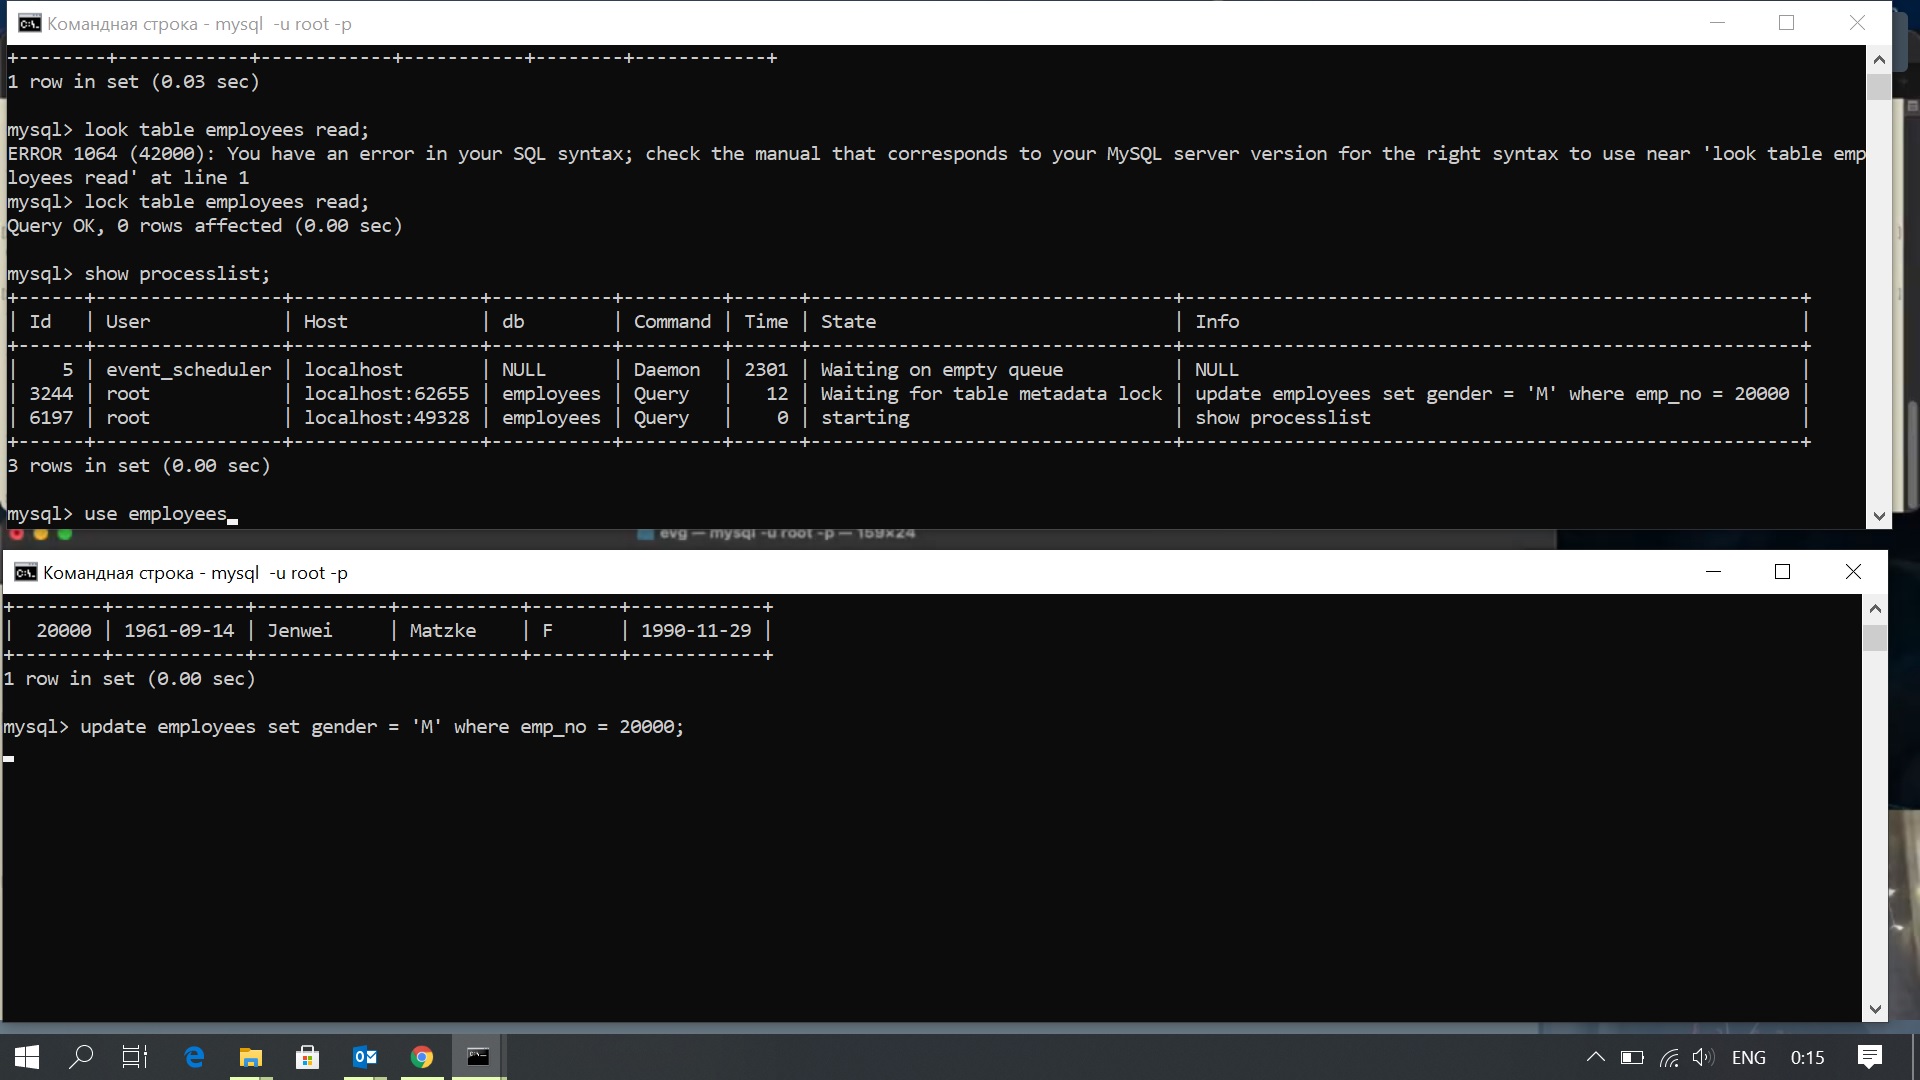 Командная строка - mysql  -u root -p
+--------+------------+------------+-----------+--------+------------+
1 row in set (0.03 sec)
mysql> look table employees read;
ERROR 1064 (42000): You have an error in your SQL syntax; check the manual that corresponds to your MySQL server version for the right syntax to use near 'look table emp
loyees read' at line 1
mysql> lock table employees read;
Query OK, 0 rows affected (0.00 sec)
mysql> show processlist;
+------+-----------------+-----------------+-----------+---------+------+---------------------------------+--------------------------------------------------------+
| Id   | User            | Host            | db        | Command | Time | State                           | Info                                                   |
+------+-----------------+-----------------+-----------+---------+------+---------------------------------+--------------------------------------------------------+
|    5 | event_scheduler | localhost       | NULL      | Daemon  | 2301 | Waiting on empty queue          | NULL                                                   |
| 3244 | root            | localhost:62655 | employees | Query   |   12 | Waiting for table metadata lock | update employees set gender = 'M' where emp_no = 20000 |
| 6197 | root            | localhost:49328 | employees | Query   |    0 | starting                        | show processlist                                       |
+------+-----------------+-----------------+-----------+---------+------+---------------------------------+--------------------------------------------------------+
3 rows in set (0.00 sec)
mysql> use employees
evg — mysql -u root -p — 159×24
Командная строка - mysql  -u root -p
+--------+------------+------------+-----------+--------+------------+
|  20000 | 1961-09-14 | Jenwei     | Matzke    | F      | 1990-11-29 |
+--------+------------+------------+-----------+--------+------------+
1 row in set (0.00 sec)
mysql> update employees set gender = 'M' where emp_no = 20000;
ENG 0:15